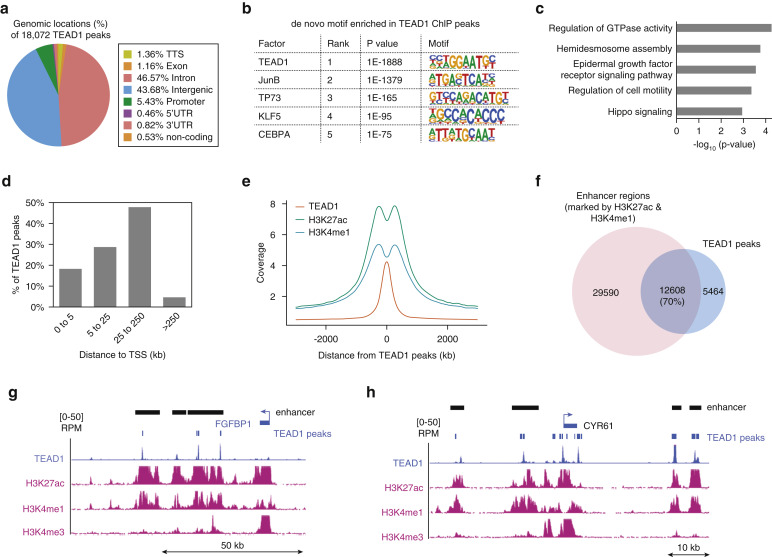 a
Genomic locations (%)
of 18,072 TEAD1 peaks
1.36% TTS
1.16% Exon
46.57% Intron
43.68% Intergenic
5.43% Promoter
0.46% 5'UTR
0.82% 3'UTR
0.53% non-coding
b
de novo motif enriched in TEAD1 ChIP peaks
Factor Rank P value Motif
TEAD1 1 1E-1888
JunB 2 1E-1379
TP73 3 1E-165
KLF5 4 1E-95
CEBPA 5 1E-75
c
Regulation of GTPase activity
Hemidesmosome assembly
Epidermal growth factor
receptor signaling pathway
Regulation of cell motility
Hippo signaling
0 1 2 3 4
-log10 (p-value)
d
% of TEAD1 peaks
50%
40%
30%
20%
10%
0%
0 to 5
5 to 25
25 to 250
>250
Distance to TSS (kb)
e
TEAD1
H3K27ac
H3K4me1
Coverage
8
6
4
2
−2000 0 2000
Distance from TEAD1 peaks (kb)
f
Enhancer regions
(marked by H3K27ac &
H3K4me1)
TEAD1 peaks
29590
12608
(70%)
5464
g
[0-50]
RPM
enhancer
FGFBP1
TEAD1 peaks
TEAD1
H3K27ac
H3K4me1
H3K4me3
50 kb
h
[0-50]
RPM
enhancer
CYR61
TEAD1 peaks
TEAD1
H3K27ac
H3K4me1
H3K4me3
10 kb